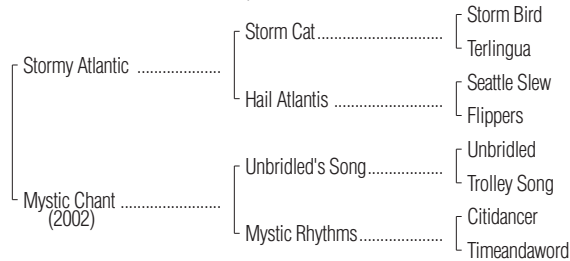 Storm Bird
Storm Cat....................
Terlingua
Stormy Atlantic ....................
Seattle Slew
Hail Atlantis ....................
Flippers
Unbridled
Unbridled's Song....................
Trolley Song
Mystic Chant ....................
(2002)
Citidancer
Mystic Rhythms....................
Timeandaword